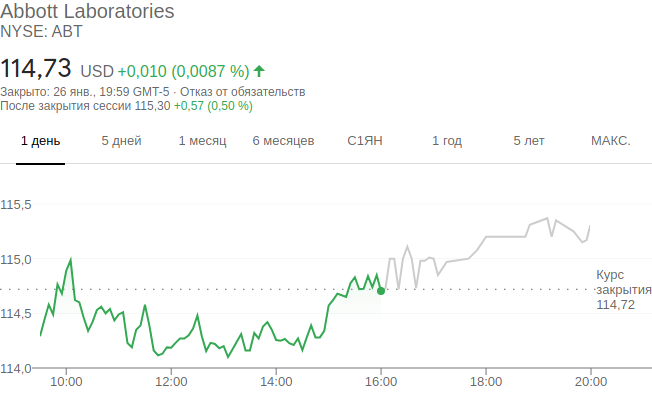 Abbott Laboratories
NYSE: ABT
114,73 USD +0,010 (0,0087 %)
Закрыто: 26 янв., 19:59 GMT-5 · Отказ от обязательств
После закрытия сессии 115,30 +0,57 (0,50 %)
1 день 5 дней 1 месяц 6 месяцев С1ЯН 1 год 5 лет МАКС.
115,5
115,0
Курс
закрытия
114,72
114,5
114,0
10:00 12:00 14:00 16:00 18:00 20:00